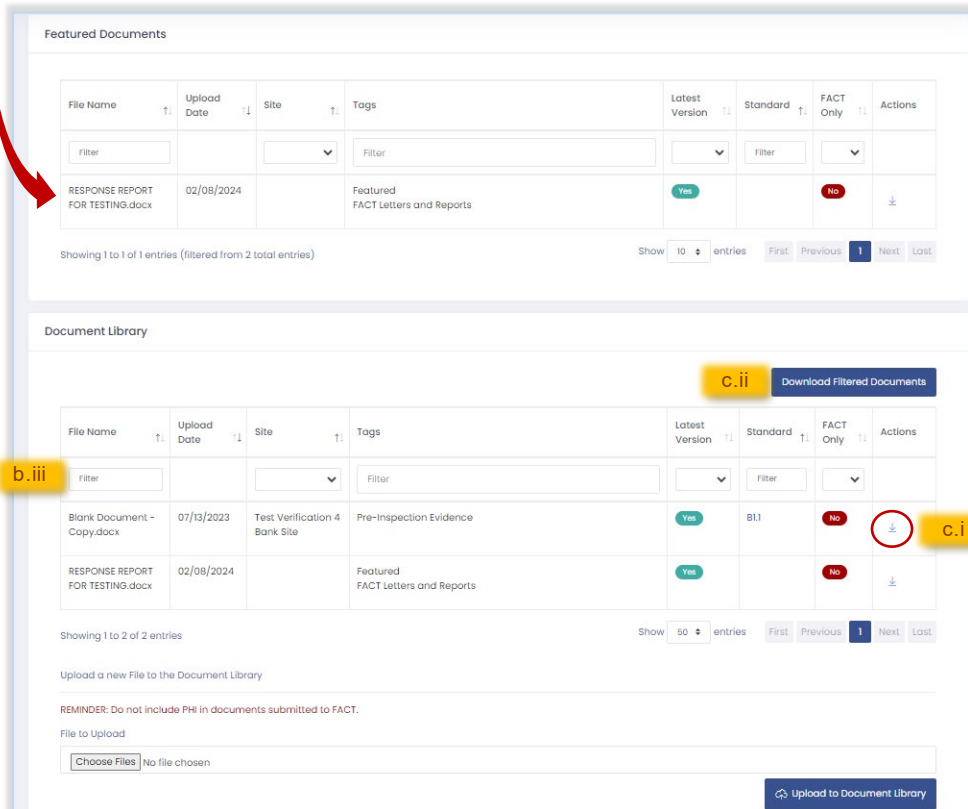 Featured Documents
File Name Upload Date Site Tags Latest Version Standard FACT Only Actions
Filter Filter Filter
RESPONSE REPORT FOR TESTING.docx 02/08/2024 Featured Yes No
FACT Letters and Reports
Showing 1 to 1 of 1 entries (filtered from 2 total entries) Show 10 entries First Previous 1 Next Last
Document Library
c.ii Download Filtered Documents
File Name Upload Date Site Tags Latest Version Standard FACT Only Actions
b.iii Filter Filter Filter
Blank Document - Copy.docx 07/13/2023 Test Verification 4 Bank Site Pre-Inspection Evidence Yes B1.1 No c.i
RESPONSE REPORT FOR TESTING.docx 02/08/2024 Featured Yes No
FACT Letters and Reports
Showing 1 to 2 of 2 entries Show 50 entries First Previous 1 Next Last
Upload a new File to the Document Library
REMINDER: Do not include PHI in documents submitted to FACT.
File to Upload
Choose Files No file chosen
Upload to Document Library